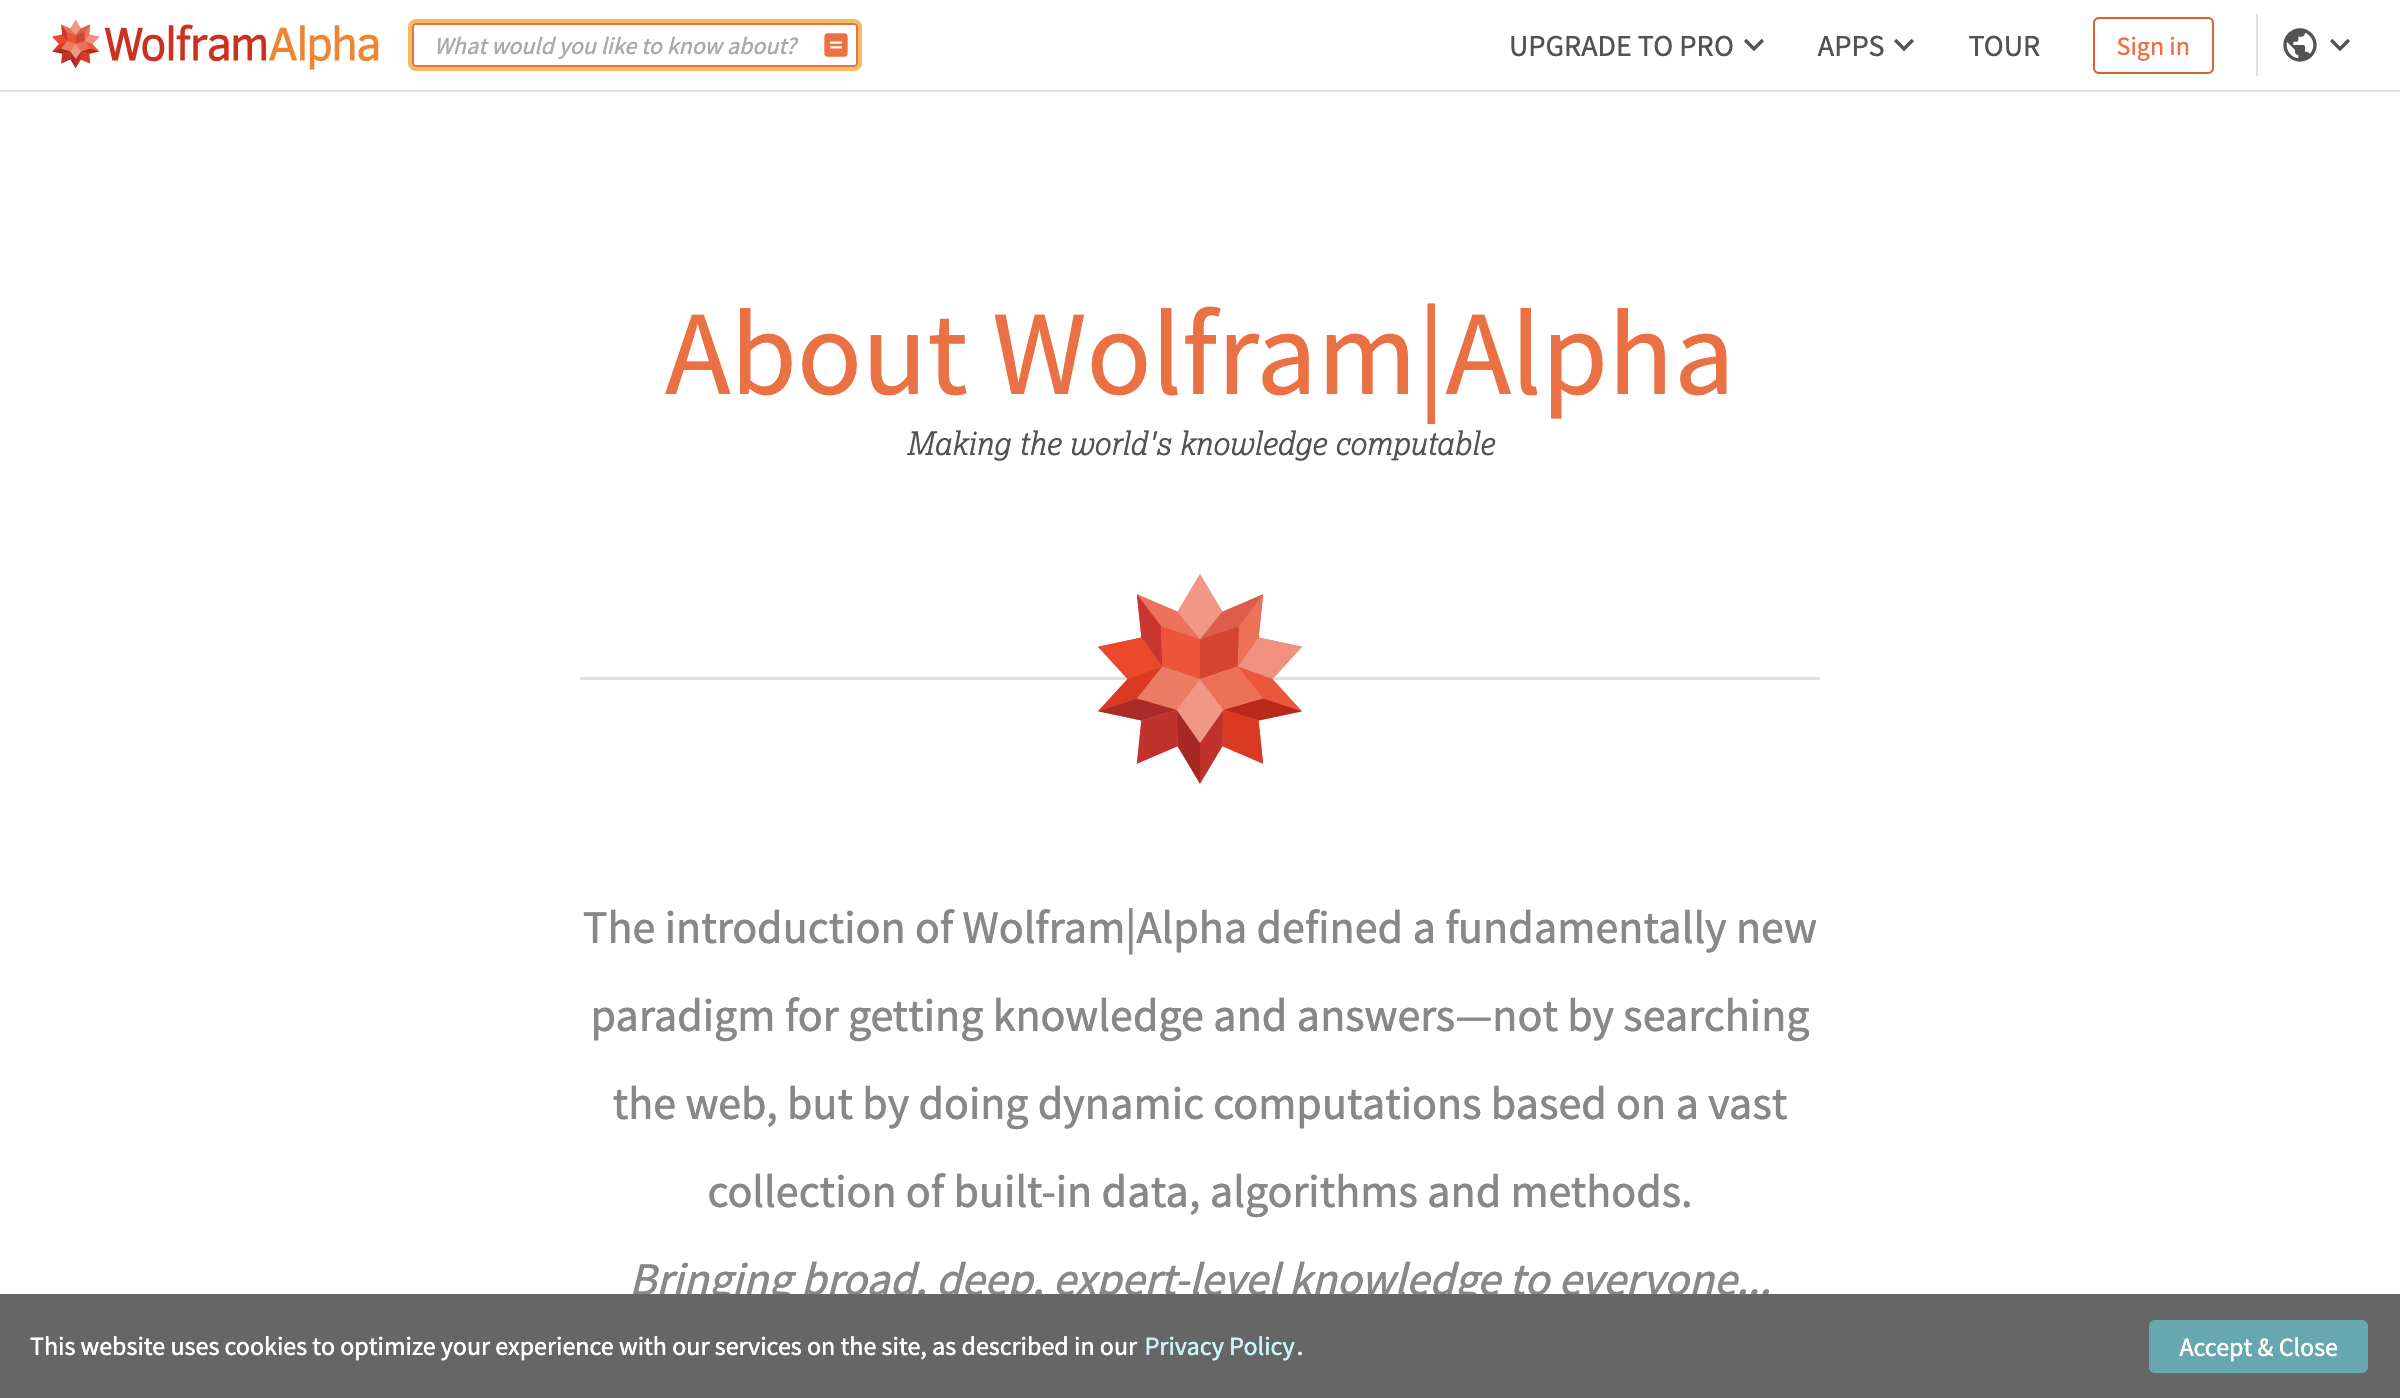 WolframAlpha
What would you like to know about?
UPGRADE TO PRO
APPS
TOUR
Sign in
About Wolfram|Alpha
Making the world's knowledge computable
The introduction of Wolfram|Alpha defined a fundamentally new
paradigm for getting knowledge and answers—not by searching
the web, but by doing dynamic computations based on a vast
collection of built-in data, algorithms and methods.
Bringing broad, deep, expert-level knowledge to everyone...
This website uses cookies to optimize your experience with our services on the site, as described in our Privacy Policy.
Accept & Close